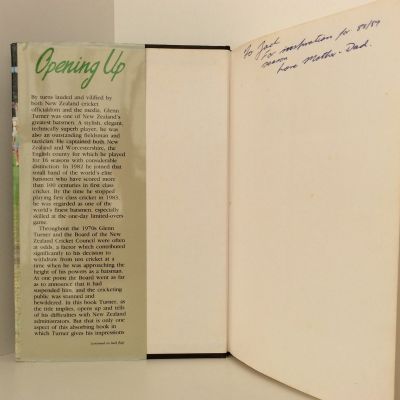 Opening Up
By turns lauded and vilified by
both New Zealand cricket
officialdom and the media, Glenn
Turner was one of New Zealand's
greatest batsmen. A stylish, elegant,
technically superb player, he was
also an outstanding fieldsman and
tactician. He captained both New
Zealand and Worcestershire, the
English county for which he played
for 16 seasons with considerable
distinction. In 1982 he joined that
small band of the world's elite
batsmen who have scored more
than 100 centuries in first class
cricket. By the time he stopped
playing first class cricket in 1983,
he was regarded as one of the
world's finest batsmen, especially
skilled at the one-day limited-overs
game.
Throughout the 1970s Glenn
Turner and the Board of the New
Zealand Cricket Council were often
at odds, a factor which contributed
significantly to his decision to
withdraw from test cricket at a
time when he was approaching the
height of his powers as a batsman.
At one point the Board went as far
as to announce that it had
suspended him, and the cricketing
public was stunned and
bewildered. In this book Turner, as
the title implies, opens up and tells
of his difficulties with New Zealand
administrators. But that is only one
aspect of this absorbing book in
which Turner gives his impressions
(continued on back flap)
To Jack
For inspiration for 88/89
season
Love Mother - Dad.